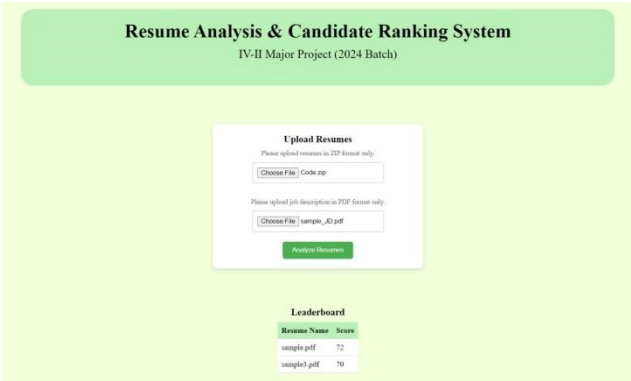 Resume Analysis & Candidate Ranking System
IV-II Major Project (2024 Batch)
Upload Resumes
Please upload resumes in ZIP format only.
Choose File Code.zip
Please upload job description in PDF format only.
Choose File sample_JD.pdf
Analyze Resumes
Leaderboard
Resume Name Score
sample.pdf 72
sample3.pdf 70